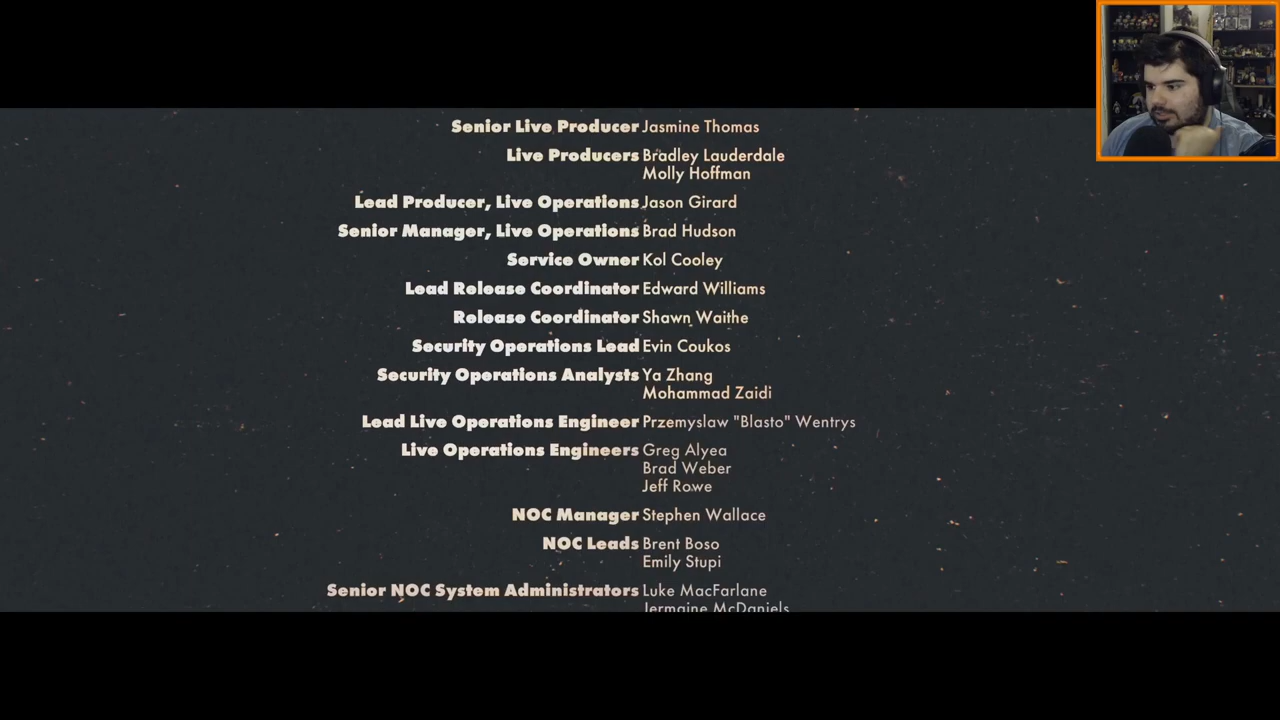 Senior Live Producer Jasmine Thomas
Live Producers Bradley Lauderdale
Molly Hoffman
Lead Producer, Live Operations Jason Girard
Senior Manager, Live Operations Brad Hudson
Service Owner Kol Cooley
Lead Release Coordinator Edward Williams
Release Coordinator Shawn Waithe
Security Operations Lead Evin Coukos
Security Operations Analysts Ya Zhang
Mohammad Zaidi
Lead Live Operations Engineer Przemyslaw "Blasto" Wentrys
Live Operations Engineers Greg Alyea
Brad Weber
Jeff Rowe
NOC Manager Stephen Wallace
NOC Leads Brent Boso
Emily Stupi
Senior NOC System Administrators Luke MacFarlane
Jermaine McDaniels